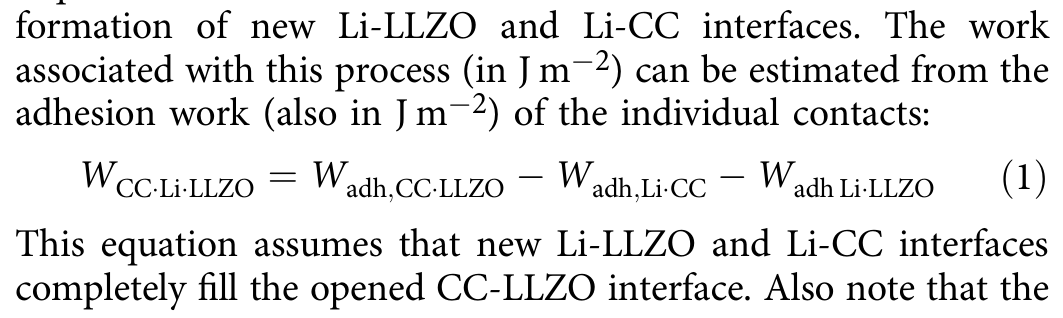 formation of new Li-LLZO and Li-CC interfaces. The work
associated with this process (in J m−2) can be estimated from the
adhesion work (also in J m−2) of the individual contacts:
W_CC·Li·LLZO = W_adh,CC·LLZO − W_adh,Li·CC − W_adh Li·LLZO (1)
This equation assumes that new Li-LLZO and Li-CC interfaces
completely fill the opened CC-LLZO interface. Also note that the